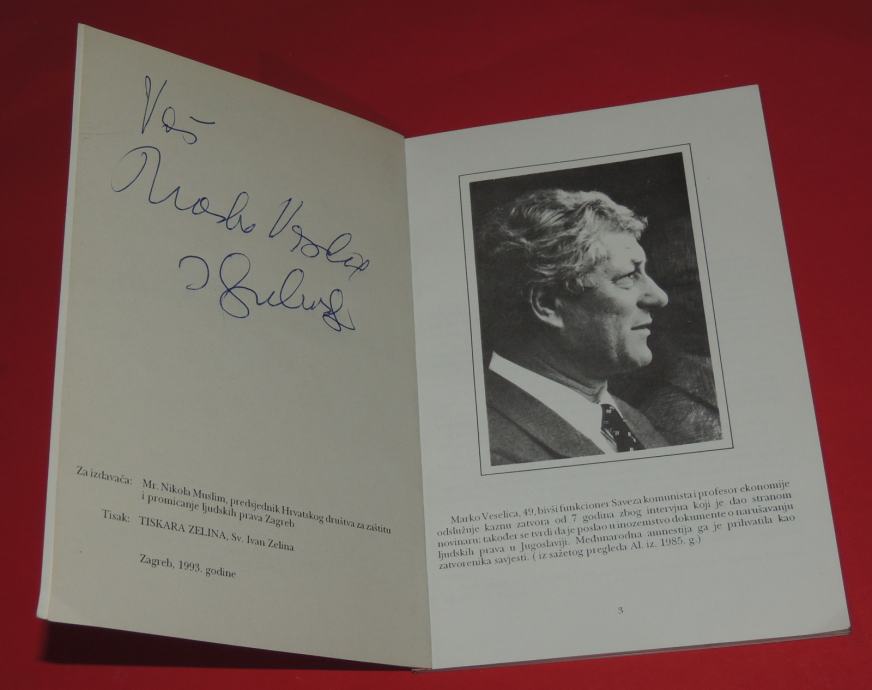 Vaš
Marko Veselica
Za izdavača: Mr. Nikola Muslim, predsjednik Hrvatskog društva za zaštitu
i promicanje ljudskih prava Zagreb
Tisak: TISKARA ZELINA, Sv. Ivan Zelina
Zagreb, 1993. godine
Marko Veselica, 49, bivši funkcioner Saveza komunista i profesor ekonomije
odslužuje kaznu zatvora od 7 godina zbog intervjua koji je dao stranom
novinaru; također se tvrdi da je poslao u inozemstvo dokumente o narušavanju
ljudskih prava u Jugoslaviji. Međunarodna amnestija ga je prihvatila kao
zatvorenika savjesti. ( iz sažetog pregleda AI. iz. 1985. g.)
3